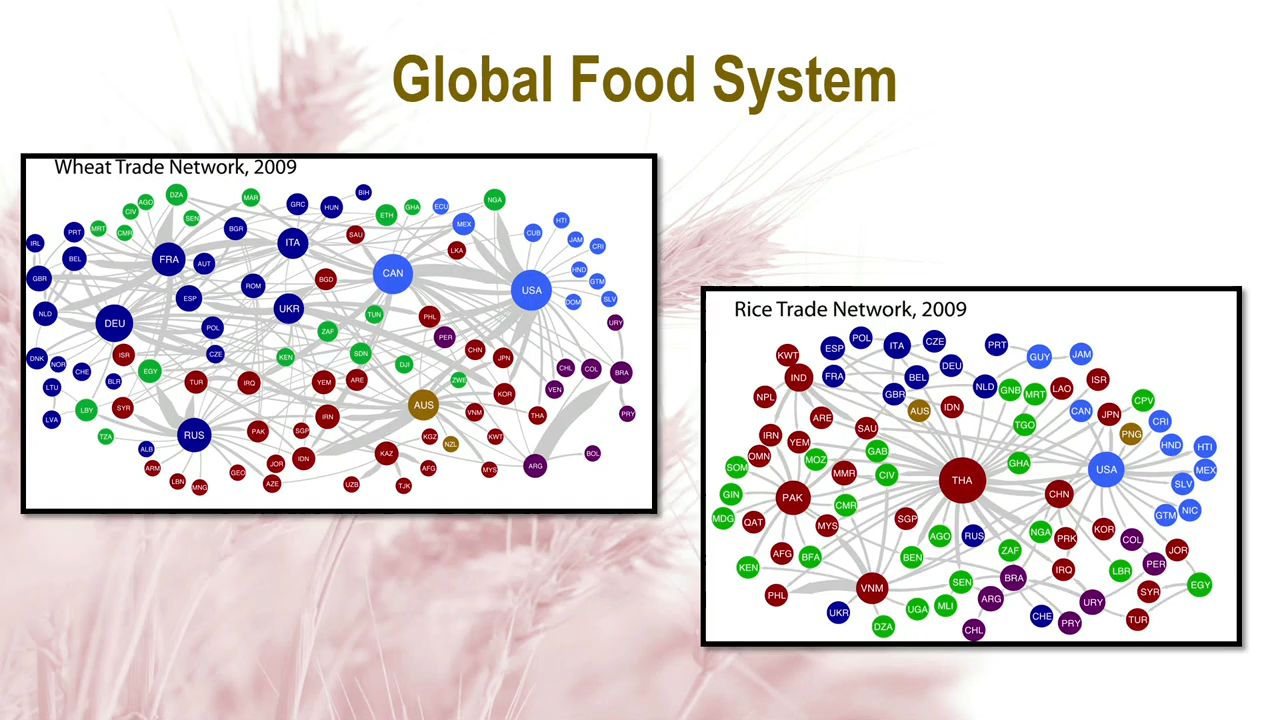 Global Food System
Wheat Trade Network, 2009
BIH
DZA
MAR
NGA
AGO
GRC
HUN
ECU
GHA
CIV
ETH
SEN
HTI
MRT
CMR
PRT
BGR
MEX
CUB
SAU
JAM
IRL
ITA
CRI
LKA
BEL
FRA
AUT
HND
CAN
GBR
BGD
GTM
ROM
USA
ESP
DOM
SLV
NLD
UKR
TUN
PHL
DEU
URY
POL
ZAF
PER
CZE
CHN
ISR
KEN
SDN
JPN
DNK
NOR
CHE
EGY
DJI
CHL
COL
BRA
BLR
TUR
IRQ
YEM
ARE
ZWE
LTU
VEN
KOR
LBY
SYR
AUS
VNM
THA
PRY
LVA
IRN
TZA
RUS
PAK
SGP
KGZ
NZL
KWT
ALB
IDN
KAZ
BOL
ARM
GEO
JOR
AFG
MYS
ARG
LBN
MNG
AZE
UZB
TJK
Rice Trade Network, 2009
POL
CZE
ESP
ITA
PRT
KWT
GUY
JAM
DEU
IND
FRA
BEL
NLD
GNB
MRT
LAO
ISR
NPL
GBR
CPV
AUS
IDN
CAN
JPN
ARE
SAU
TGO
CRI
IRN
YEM
PNG
HND
HTI
OMN
MOZ
GAB
SOM
GHA
USA
MEX
MMR
CIV
THA
SLV
GIN
PAK
CHN
CMR
NIC
MDG
QAT
MYS
SGP
GTM
AGO
RUS
NGA
PRK
KOR
COL
AFG
BFA
BEN
ZAF
JOR
KEN
IRQ
LBR
PER
PHL
VNM
SEN
BRA
EGY
ARG
SYR
UKR
UGA
MLI
URY
DZA
CHL
CHE
PRY
TUR